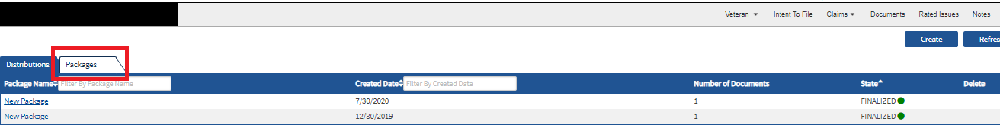 Veteran Intent To File Claims Documents Rated Issues Notes
Create Refres
Distributions Packages
Package Name Filter By Package Name Created Date Filter By Created Date Number of Documents State Delete
New Package 7/30/2020 1 FINALIZED
New Package 12/30/2019 1 FINALIZED